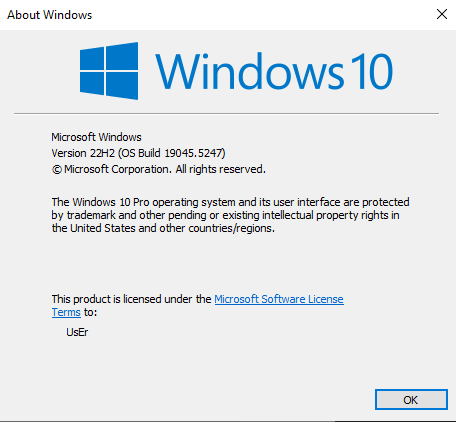 About Windows
Windows 10
Microsoft Windows
Version 22H2 (OS Build 19045.5247)
© Microsoft Corporation. All rights reserved.
The Windows 10 Pro operating system and its user interface are protected
by trademark and other pending or existing intellectual property rights in
the United States and other countries/regions.
This product is licensed under the Microsoft Software License
Terms to:
UsEr
OK